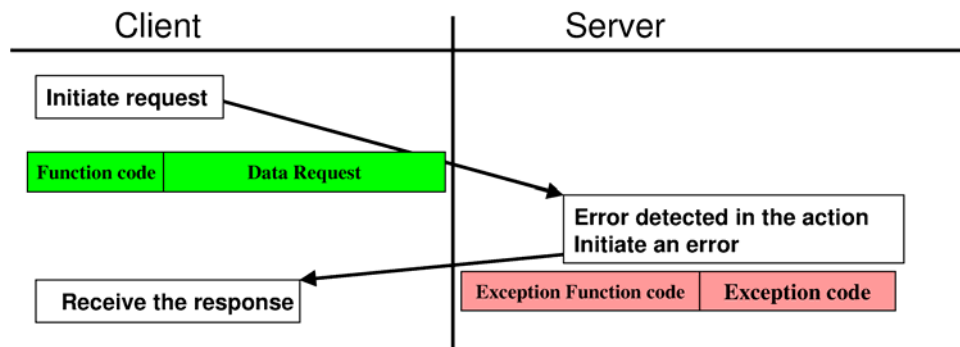 Client
Server
Initiate request
Function code
Data Request
Error detected in the action
Initiate an error
Receive the response
Exception Function code
Exception code